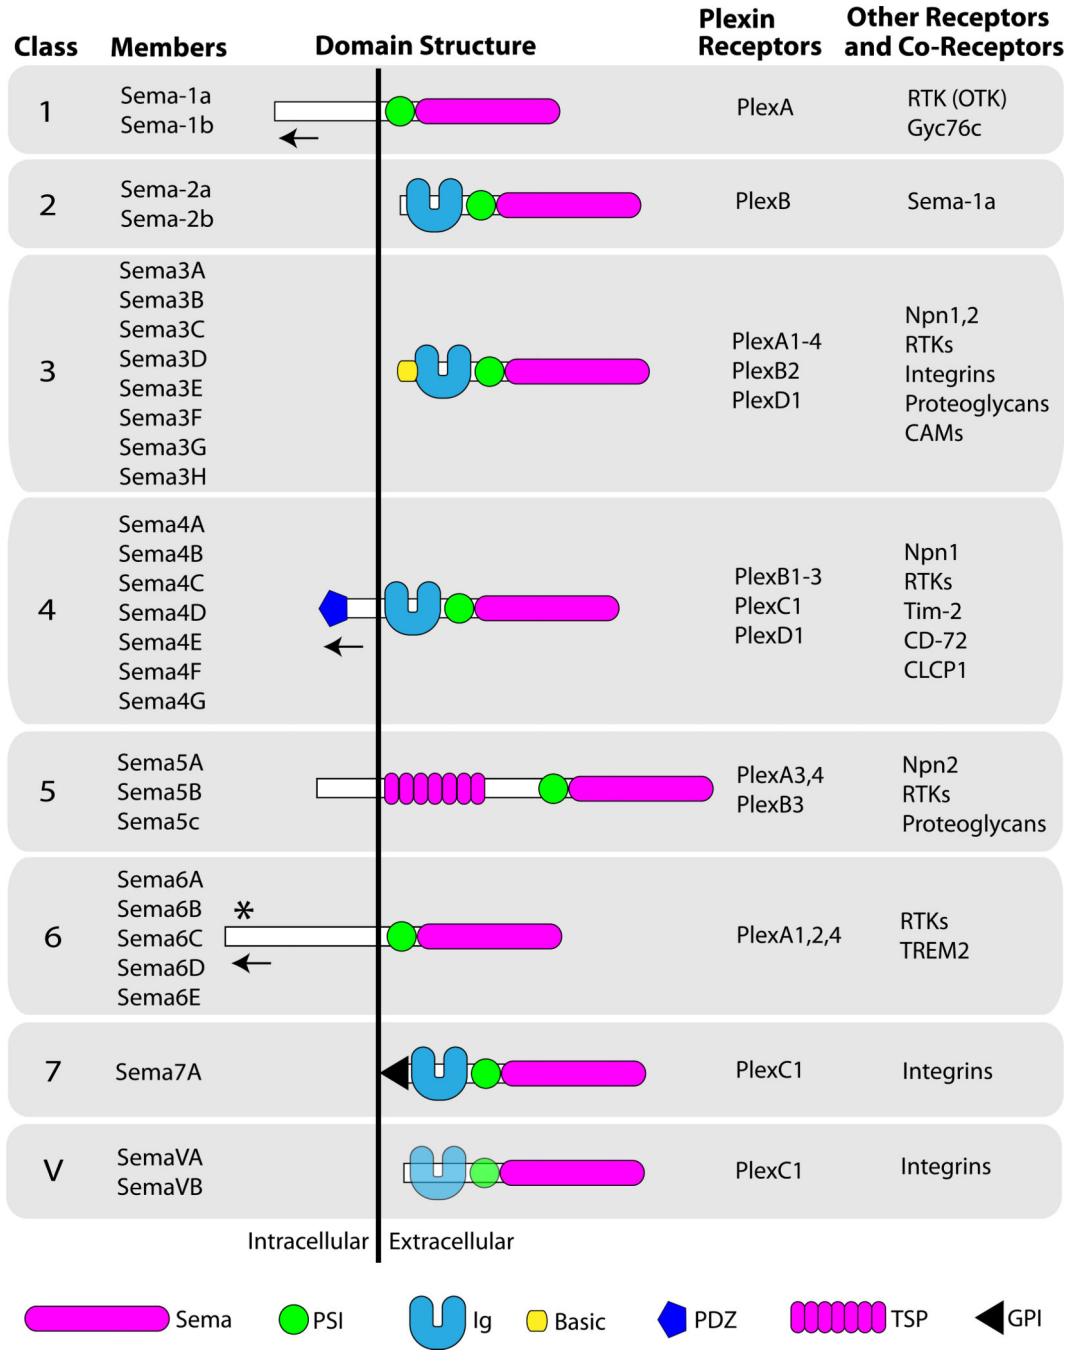 Class Members Domain Structure Plexin Receptors Other Receptors and Co-Receptors
1
Sema-1a
Sema-1b
PlexA
RTK (OTK)
Gyc76c
2
Sema-2a
Sema-2b
PlexB
Sema-1a
3
Sema3A
Sema3B
Sema3C
Sema3D
Sema3E
Sema3F
Sema3G
Sema3H
PlexA1-4
PlexB2
PlexD1
Npn1,2
RTKs
Integrins
Proteoglycans
CAMs
4
Sema4A
Sema4B
Sema4C
Sema4D
Sema4E
Sema4F
Sema4G
PlexB1-3
PlexC1
PlexD1
Npn1
RTKs
Tim-2
CD-72
CLCP1
5
Sema5A
Sema5B
Sema5c
PlexA3,4
PlexB3
Npn2
RTKs
Proteoglycans
6
Sema6A
Sema6B
Sema6C
Sema6D
Sema6E
*
PlexA1,2,4
RTKs
TREM2
7
Sema7A
PlexC1
Integrins
V
SemaVA
SemaVB
PlexC1
Integrins
Intracellular Extracellular
Sema PSI Ig Basic PDZ TSP GPI